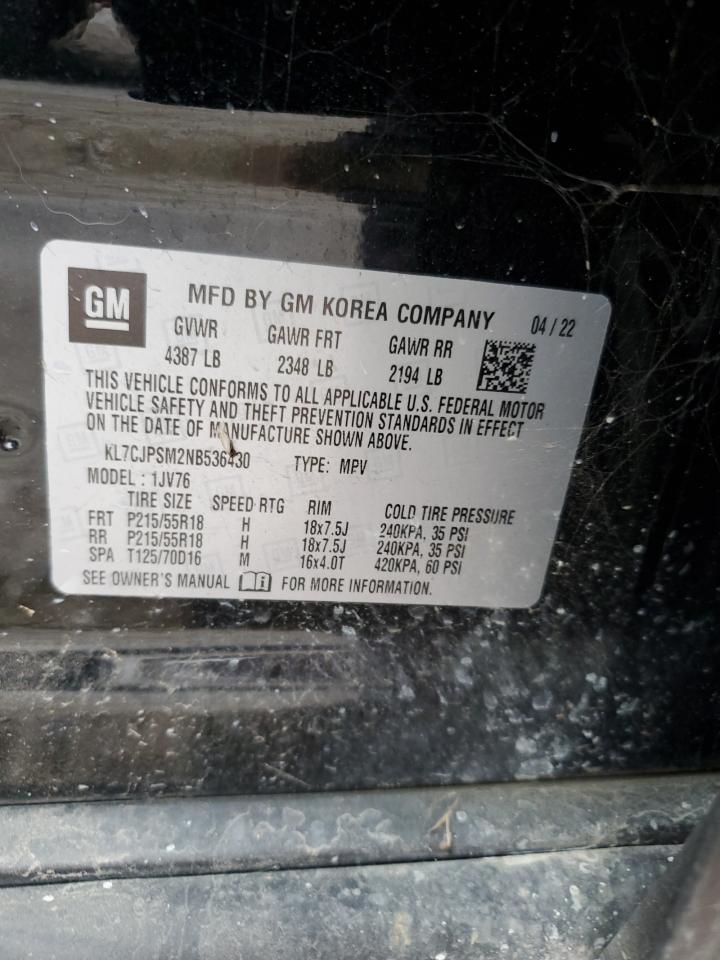 GM MFD BY GM KOREA COMPANY 04 / 22
GVWR GAWR FRT GAWR RR
4387 LB 2348 LB 2194 LB
THIS VEHICLE CONFORMS TO ALL APPLICABLE U.S. FEDERAL MOTOR
VEHICLE SAFETY AND THEFT PREVENTION STANDARDS IN EFFECT
ON THE DATE OF MANUFACTURE SHOWN ABOVE.
KL7CJPSM2NB536430 TYPE: MPV
MODEL : 1JV76
TIRE SIZE SPEED RTG RIM COLD TIRE PRESSURE
FRT P215/55R18 H 18x7.5J 240KPA, 35 PSI
RR P215/55R18 H 18x7.5J 240KPA, 35 PSI
SPA T125/70D16 M 16x4.0T 420KPA, 60 PSI
SEE OWNER'S MANUAL FOR MORE INFORMATION.